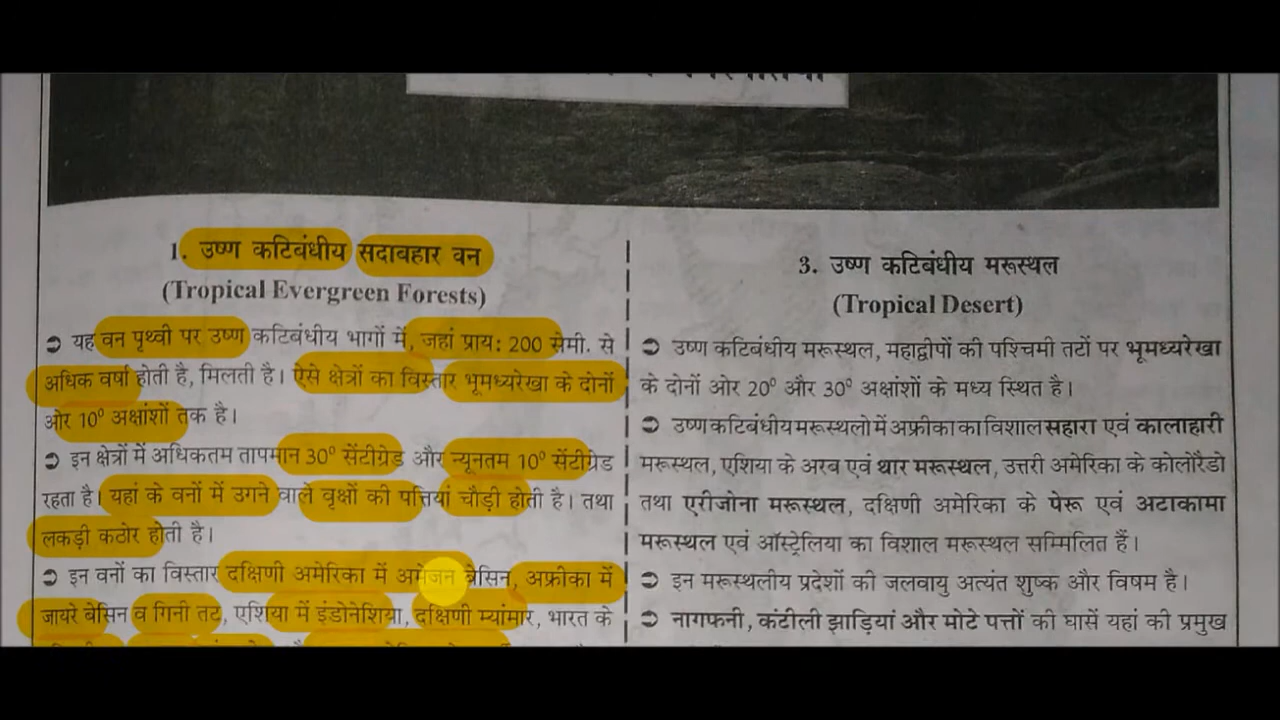 1. उष्ण कटिबंधीय सदाबहार वन
(Tropical Evergreen Forests)
➲ यह वन पृथ्वी पर उष्ण कटिबंधीय भागों में, जहां प्राय: 200 सेमी. से
अधिक वर्षा होती है, मिलती है। ऐसे क्षेत्रों का विस्तार भूमध्यरेखा के दोनों
ओर 10⁰ अक्षांशों तक है।
➲ इन क्षेत्रों में अधिकतम तापमान 30⁰ सेंटीग्रेड और न्यूनतम 10⁰ सेंटीग्रेड
रहता है। यहां के वनों में उगने वाले वृक्षों की पत्तियां चौड़ी होती है। तथा
लकड़ी कठोर होती है।
➲ इन वनों का विस्तार दक्षिणी अमेरिका में अमेजन बेसिन, अफ्रीका में
जायरे बेसिन व गिनी तट, एशिया में इंडोनेशिया, दक्षिणी म्यांमार, भारत के
3. उष्ण कटिबंधीय मरूस्थल
(Tropical Desert)
➲ उष्ण कटिबंधीय मरूस्थल, महाद्वीपों की पश्चिमी तटों पर भूमध्यरेखा
के दोनों ओर 20⁰ और 30⁰ अक्षांशों के मध्य स्थित है।
➲ उष्ण कटिबंधीय मरूस्थलो में अफ्रीका का विशाल सहारा एवं कालाहारी
मरूस्थल, एशिया के अरब एवं थार मरूस्थल, उत्तरी अमेरिका के कोलोरैडो
तथा एरीजोना मरूस्थल, दक्षिणी अमेरिका के पेरू एवं अटाकामा
मरूस्थल एवं ऑस्ट्रेलिया का विशाल मरूस्थल सम्मिलित हैं।
➲ इन मरूस्थलीय प्रदेशों की जलवायु अत्यंत शुष्क और विषम है।
➲ नागफनी, कंटीली झाड़ियां और मोटे पत्तों की घासें यहां की प्रमुख